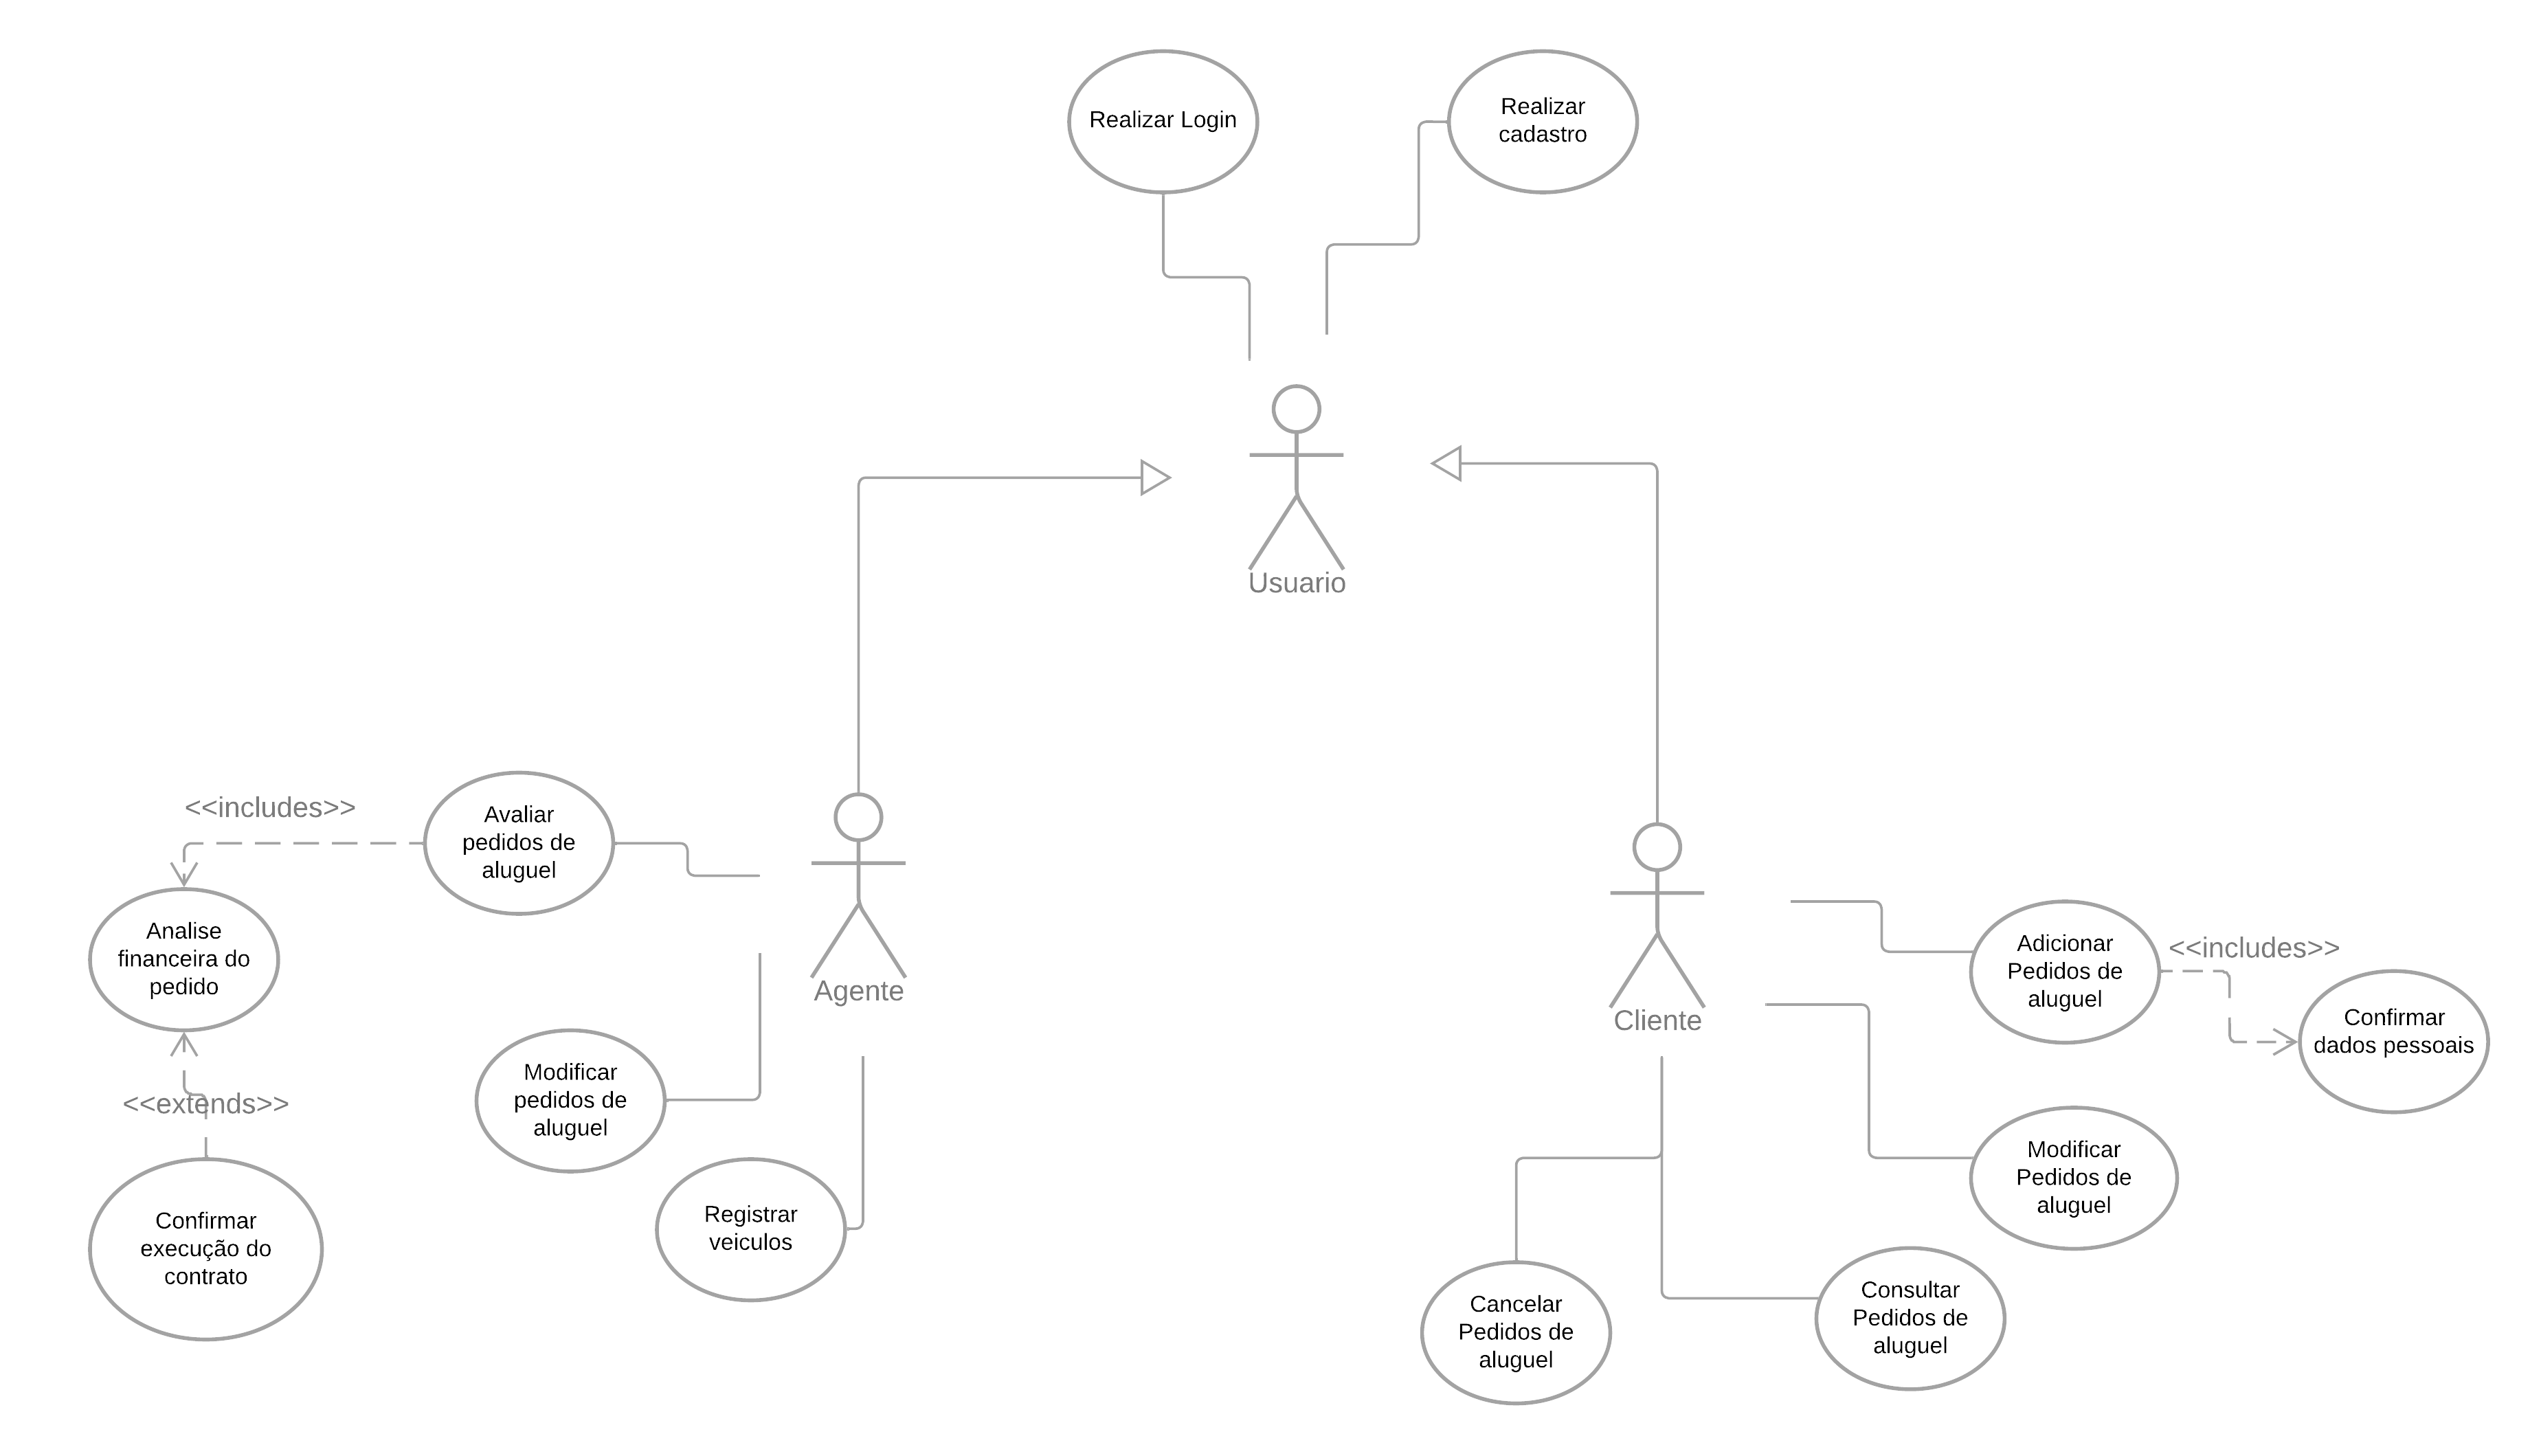 Realizar Login
Realizar
cadastro
Usuario
<<includes>>
Avaliar
pedidos de
aluguel
Analise
financeira do
pedido
Agente
<<extends>>
Modificar
pedidos de
aluguel
Confirmar
execução do
contrato
Registrar
veiculos
Cliente
Adicionar
Pedidos de
aluguel
<<includes>>
Confirmar
dados pessoais
Modificar
Pedidos de
aluguel
Cancelar
Pedidos de
aluguel
Consultar
Pedidos de
aluguel